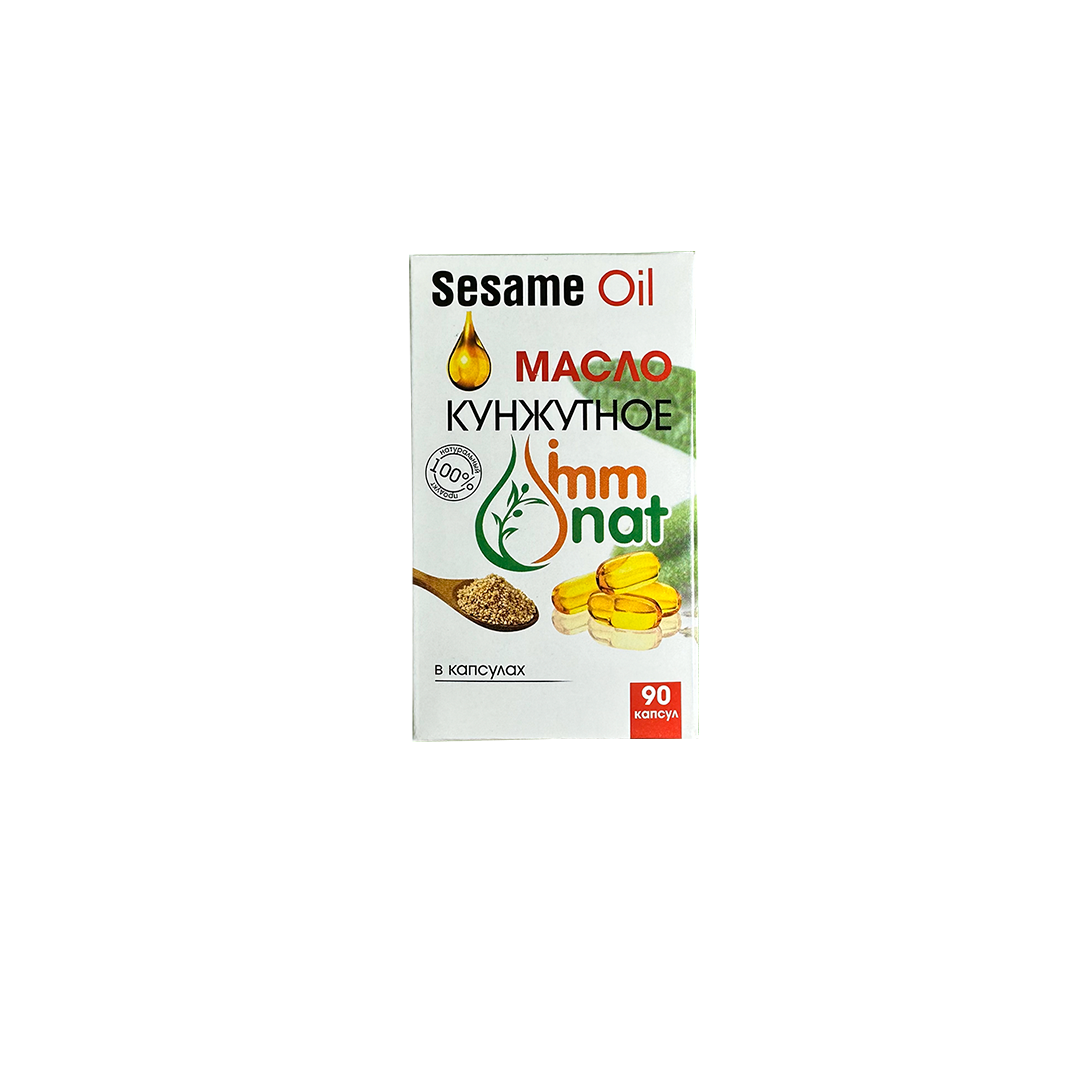 Sesame Oil
МАСЛО
КУНЖУТНОЕ
натуральный
100%
продукт
imm
nat
в капсулах
90
капсул